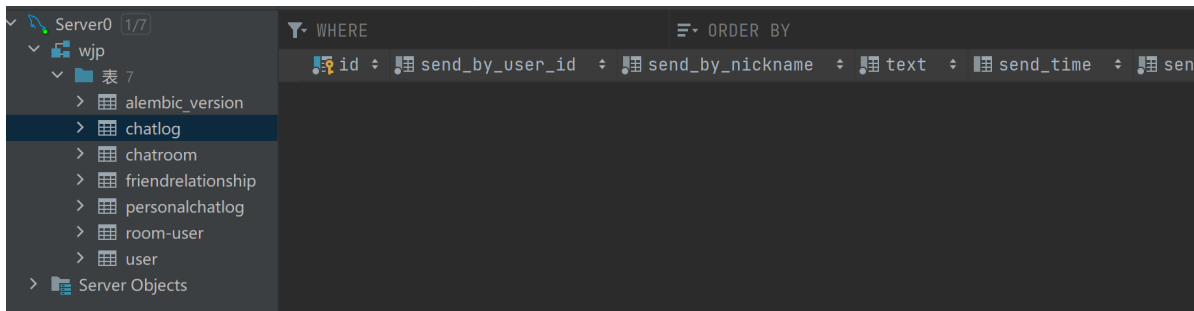 Server0 1/7
wjp
表 7
alembic_version
chatlog
chatroom
friendrelationship
personalchatlog
room-user
user
Server Objects
WHERE ORDER BY
id send_by_user_id send_by_nickname text send_time sen